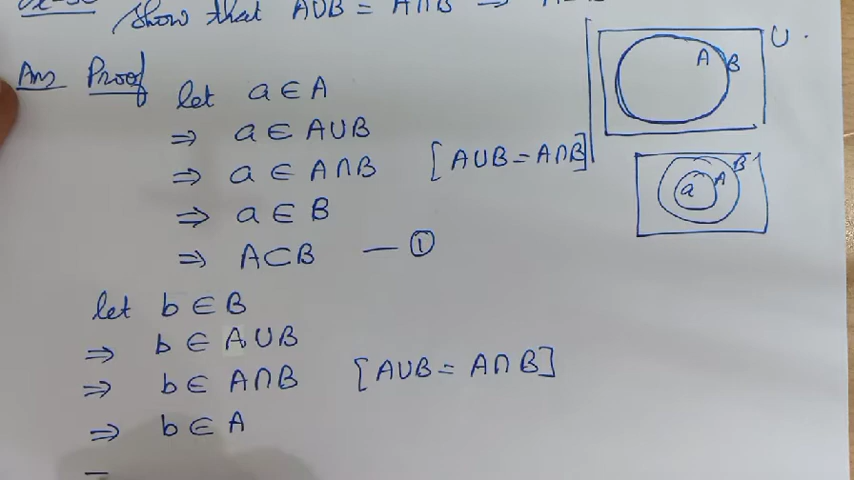 Show that A∪B = A∩B ⇒
Ans Proof
let a ∈ A
⇒ a ∈ A∪B
⇒ a ∈ A∩B [A∪B = A∩B]
⇒ a ∈ B
⇒ A⊂B — ①
let b ∈ B
⇒ b ∈ A∪B
⇒ b ∈ A∩B [A∪B = A∩B]
⇒ b ∈ A
A B U
a A B